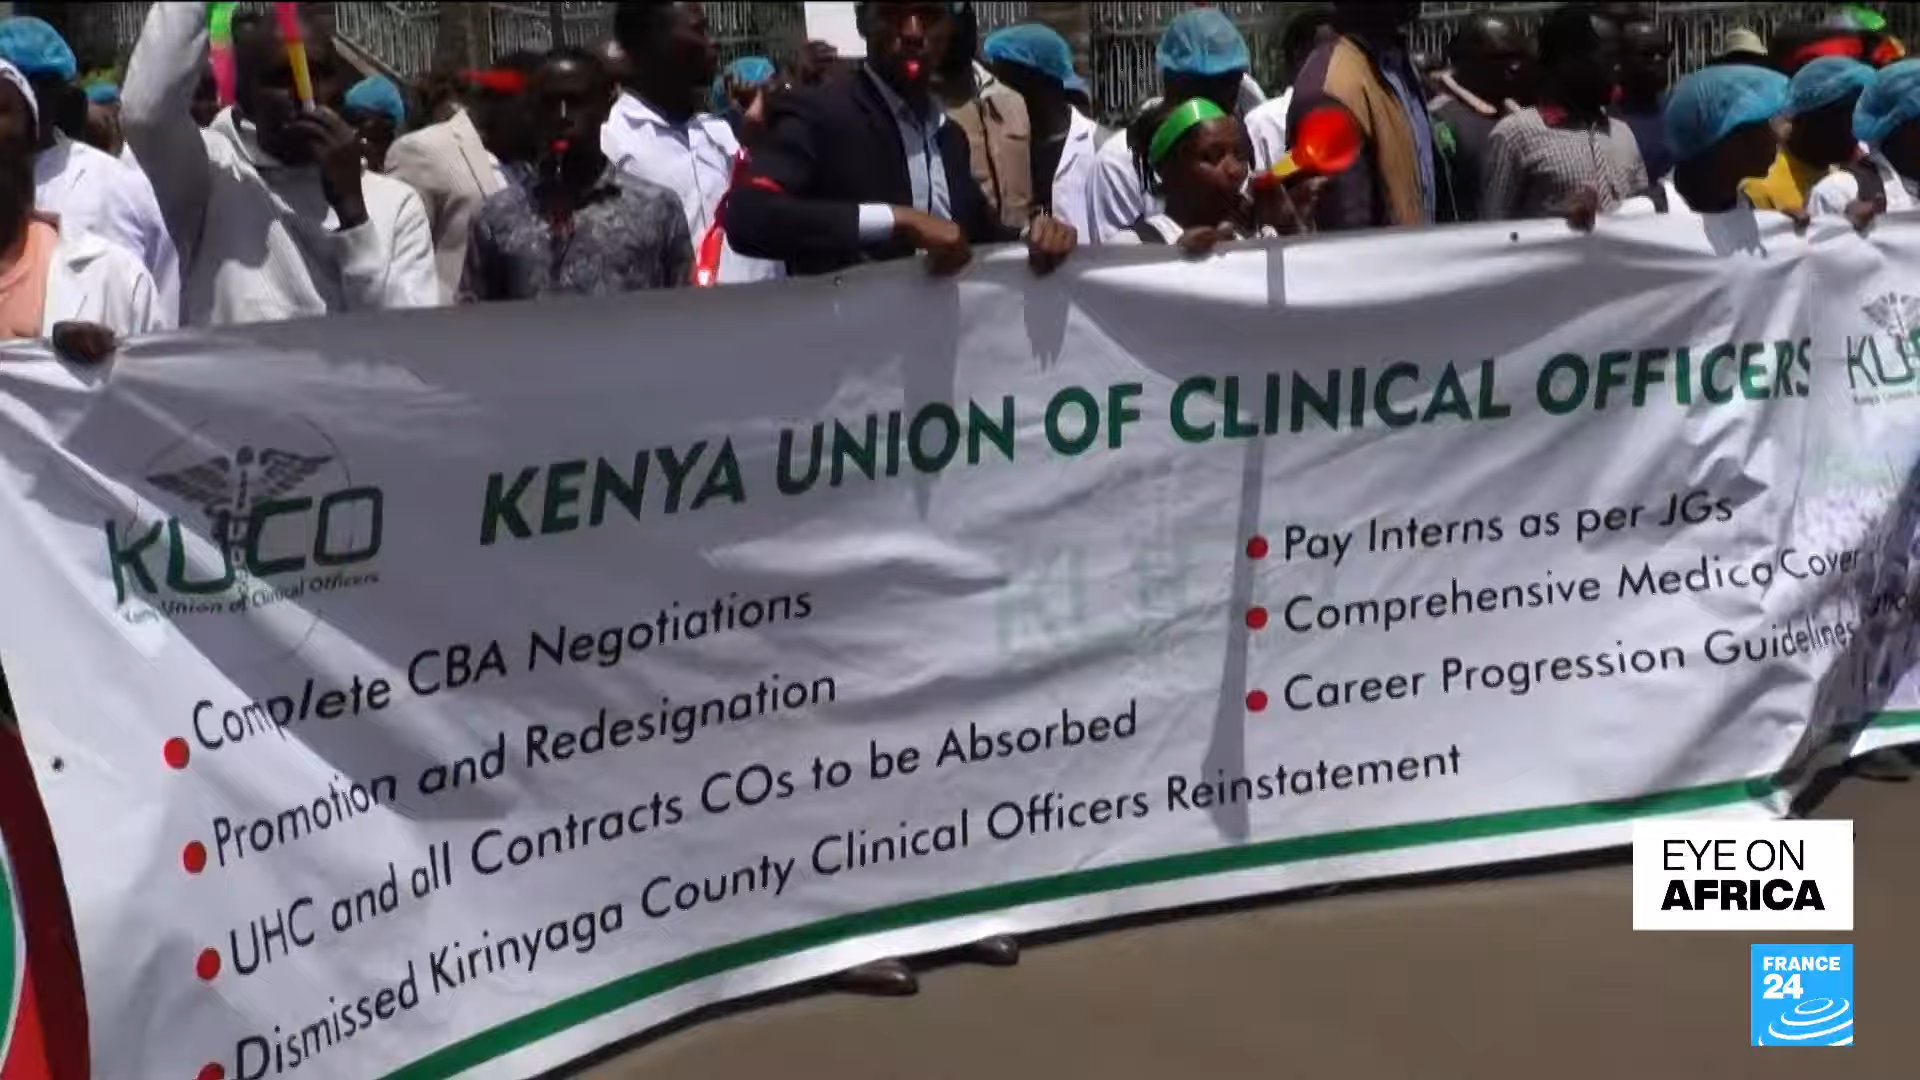 KENYA UNION OF CLINICAL OFFICERS
KUCO
Kenya Union of Clinical Officers
Complete CBA Negotiations
Promotion and Redesignation
UHC and all Contracts COs to be Absorbed
Dismissed Kirinyaga County Clinical Officers Reinstatement
Pay Interns as per JGs
Comprehensive Medical Cover
Career Progression Guidelines
EYE ON
AFRICA
FRANCE
24